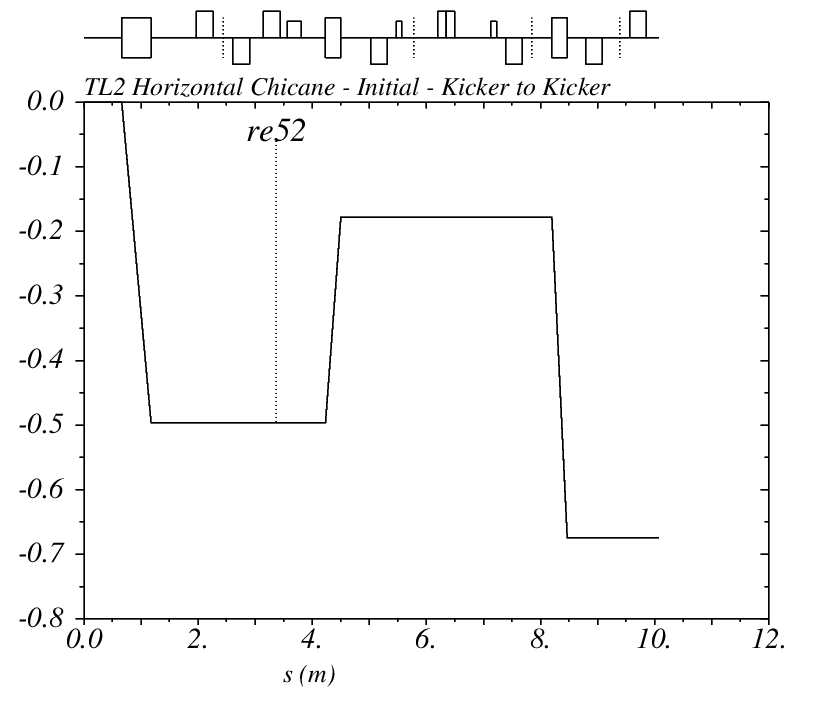 TL2 Horizontal Chicane - Initial - Kicker to Kicker
re52
0.0
-0.1
-0.2
-0.3
-0.4
-0.5
-0.6
-0.7
-0.8
0.0 2. 4. 6. 8. 10. 12.
s (m)